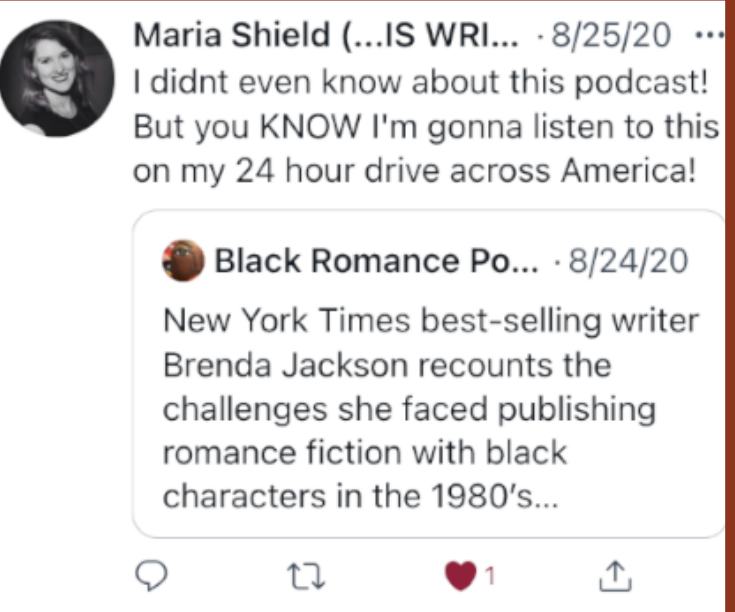 Maria Shield (...IS WRI... ·8/25/20 ...
I didnt even know about this podcast!
But you KNOW I'm gonna listen to this
on my 24 hour drive across America!
Black Romance Po... ·8/24/20
New York Times best-selling writer
Brenda Jackson recounts the
challenges she faced publishing
romance fiction with black
characters in the 1980's...
1